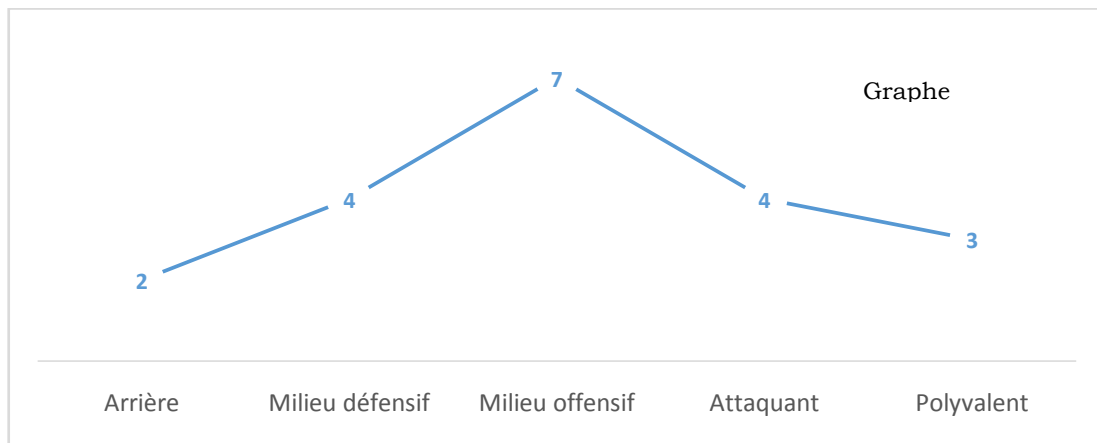 7
Graphe
4
4
3
2
Arrière
Milieu défensif
Milieu offensif
Attaquant
Polyvalent